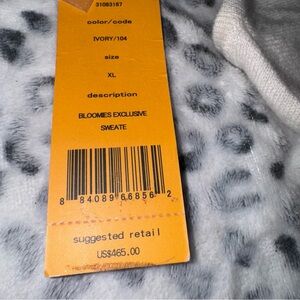 31083167
color/code
IVORY/104
size
XL
description
BLOOMIES EXCLUSIVE
SWEATE
8 84089 66856 2
suggested retail
US$465.00